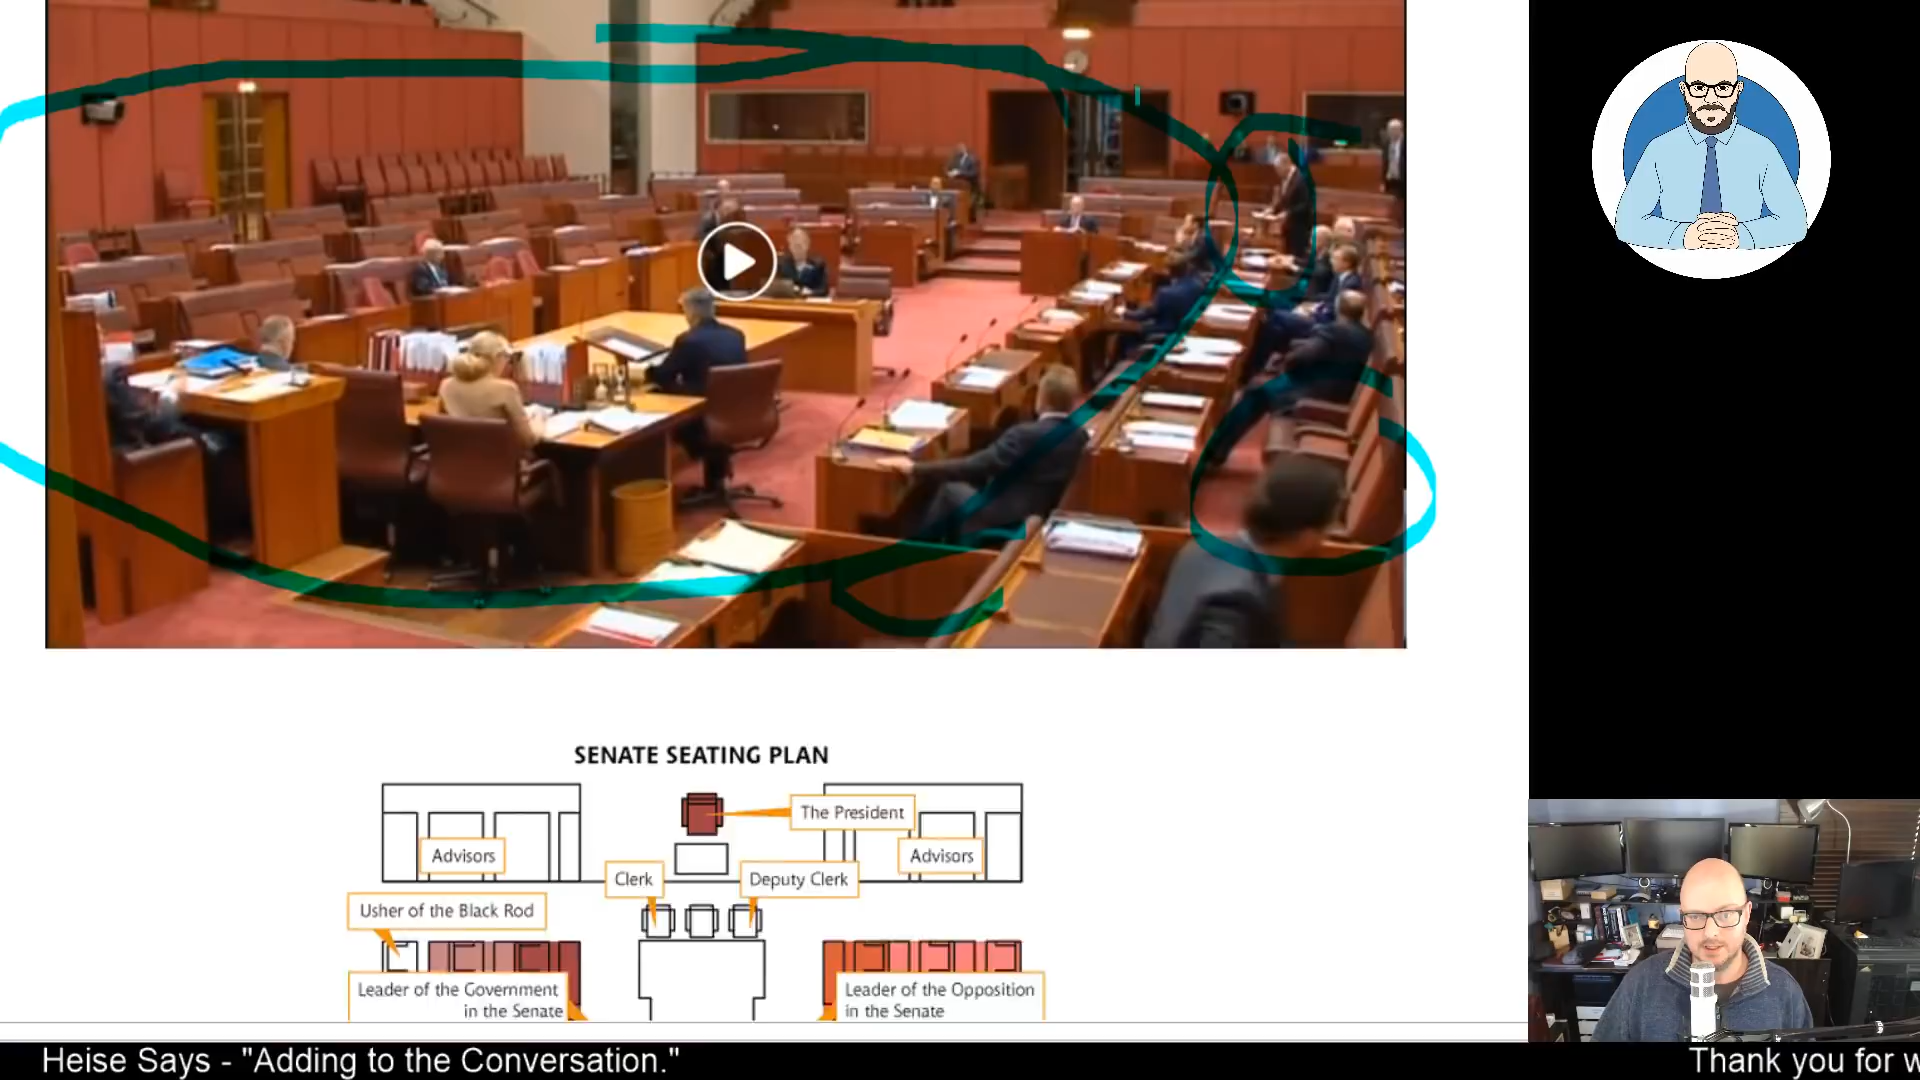 SENATE SEATING PLAN
The President
Advisors
Advisors
Clerk
Deputy Clerk
Usher of the Black Rod
Leader of the Government
in the Senate
Leader of the Opposition
in the Senate
Heise Says - "Adding to the Conversation."
Thank you for